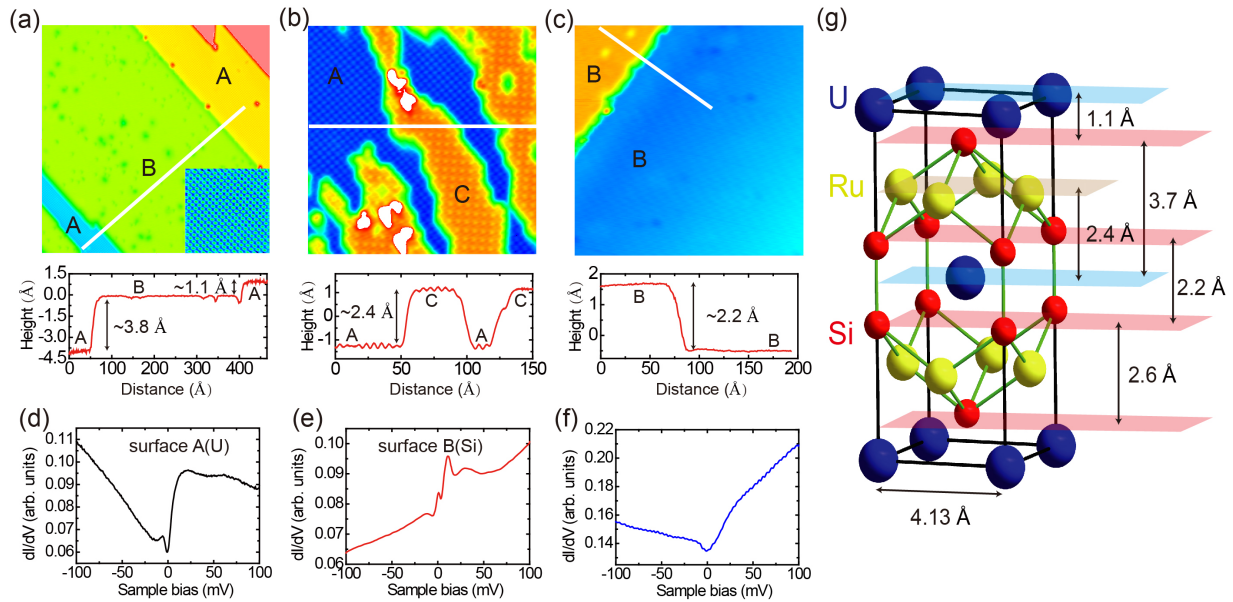 (a)
A
B
A
1.5
0.0
-1.5
-3.0
-4.5
Height (Å)
A
B
~1.1 Å
A
~3.8 Å
0 100 200 300 400
Distance (Å)
(b)
A
C
1
0
-1
Height (Å)
~2.4 Å
A
C
A
C
0 50 100 150
Distance (Å)
(c)
B
B
2
1
0
Height (Å)
B
~2.2 Å
B
0 50 100 150 200
Distance (Å)
(d)
surface A(U)
0.11
0.10
0.09
0.08
0.07
0.06
dI/dV (arb. units)
-100 -50 0 50 100
Sample bias (mV)
(e)
surface B(Si)
0.10
0.09
0.08
0.07
0.06
dI/dV (arb. units)
-100 -50 0 50 100
Sample bias (mV)
(f)
0.22
0.20
0.18
0.16
0.14
0.12
dI/dV (arb. units)
-100 -50 0 50 100
Sample bias (mV)
(g)
U
1.1 Å
Ru
3.7 Å
2.4 Å
2.2 Å
Si
2.6 Å
4.13 Å